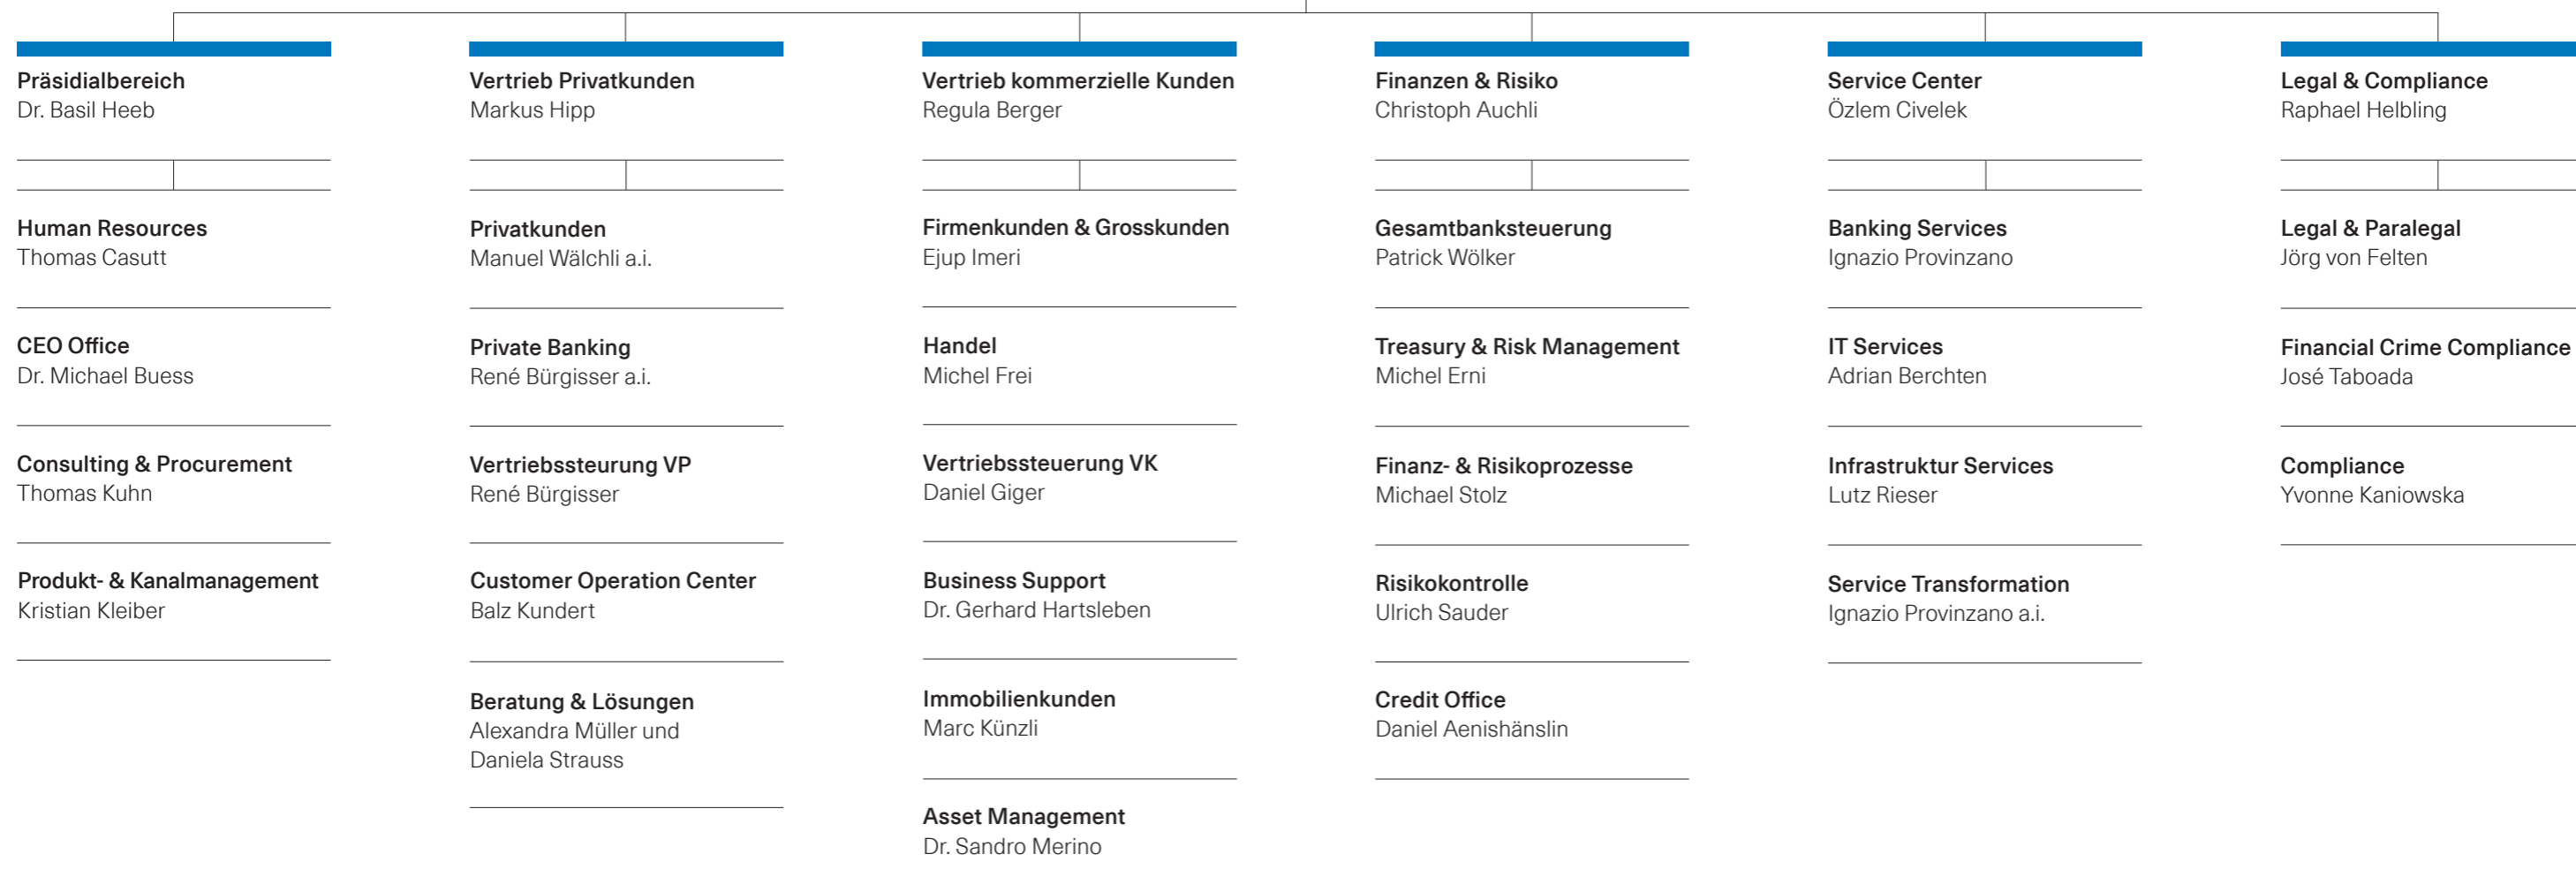 Präsidialbereich
Dr. Basil Heeb
Human Resources
Thomas Casutt
CEO Office
Dr. Michael Buess
Consulting & Procurement
Thomas Kuhn
Produkt- & Kanalmanagement
Kristian Kleiber
Vertrieb Privatkunden
Markus Hipp
Privatkunden
Manuel Wälchli a.i.
Private Banking
René Bürgisser a.i.
Vertriebssteurung VP
René Bürgisser
Customer Operation Center
Balz Kundert
Beratung & Lösungen
Alexandra Müller und
Daniela Strauss
Vertrieb kommerzielle Kunden
Regula Berger
Firmenkunden & Grosskunden
Ejup Imeri
Handel
Michel Frei
Vertriebssteuerung VK
Daniel Giger
Business Support
Dr. Gerhard Hartsleben
Immobilienkunden
Marc Künzli
Asset Management
Dr. Sandro Merino
Finanzen & Risiko
Christoph Auchli
Gesamtbanksteuerung
Patrick Wölker
Treasury & Risk Management
Michel Erni
Finanz- & Risikoprozesse
Michael Stolz
Risikokontrolle
Ulrich Sauder
Credit Office
Daniel Aenishänslin
Service Center
Özlem Civelek
Banking Services
Ignazio Provinzano
IT Services
Adrian Berchten
Infrastruktur Services
Lutz Rieser
Service Transformation
Ignazio Provinzano a.i.
Legal & Compliance
Raphael Helbling
Legal & Paralegal
Jörg von Felten
Financial Crime Compliance
José Taboada
Compliance
Yvonne Kaniowska